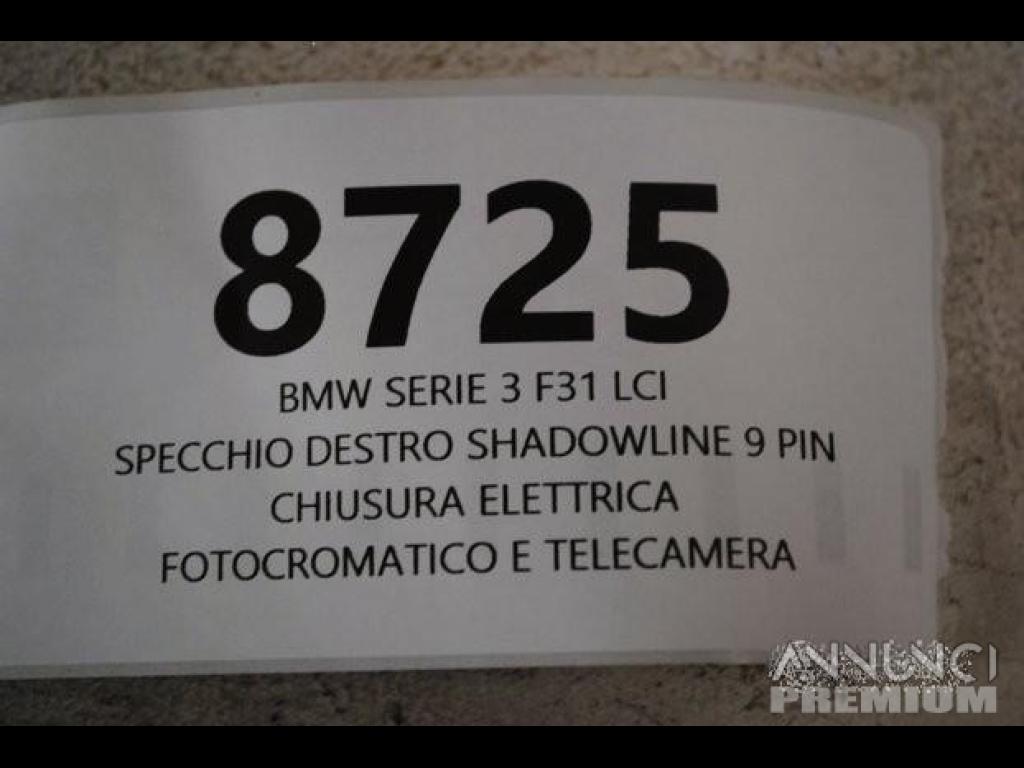 8725
BMW SERIE 3 F31 LCI
SPECCHIO DESTRO SHADOWLINE 9 PIN
CHIUSURA ELETTRICA
FOTOCROMATICO E TELECAMERA
ANNUNCI
PREMIUM